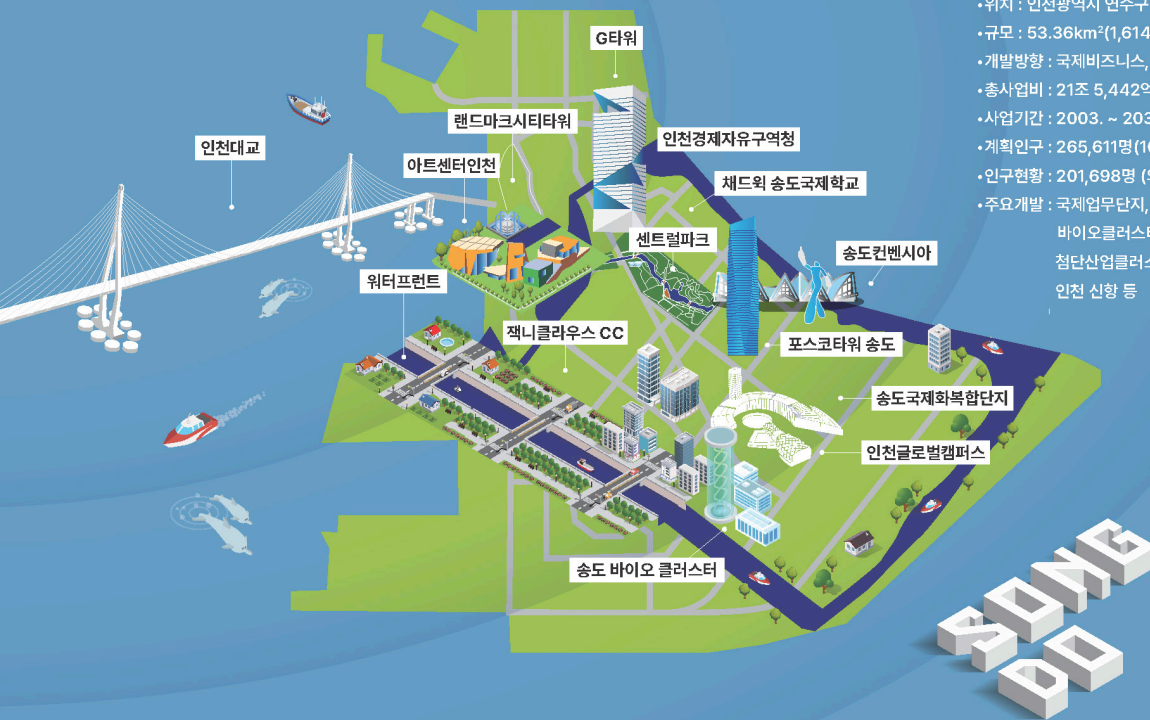 •위치 : 인천광역시 연수구
•규모 : 53.36km²(1,614
•개발방향 : 국제비즈니스,
•총사업비 : 21조 5,442억
•사업기간 : 2003. ~ 203
•계획인구 : 265,611명(10
•인구현황 : 201,698명
•주요개발 : 국제업무단지,
바이오클러스터
첨단산업클러스
인천 신항 등
G타워
랜드마크시티타워
인천대교
인천경제자유구역청
아트센터인천
채드윅 송도국제학교
센트럴파크
송도컨벤시아
워터프런트
잭니클라우스 CC
포스코타워 송도
송도국제화복합단지
인천글로벌캠퍼스
송도 바이오 클러스터
SONG
DO